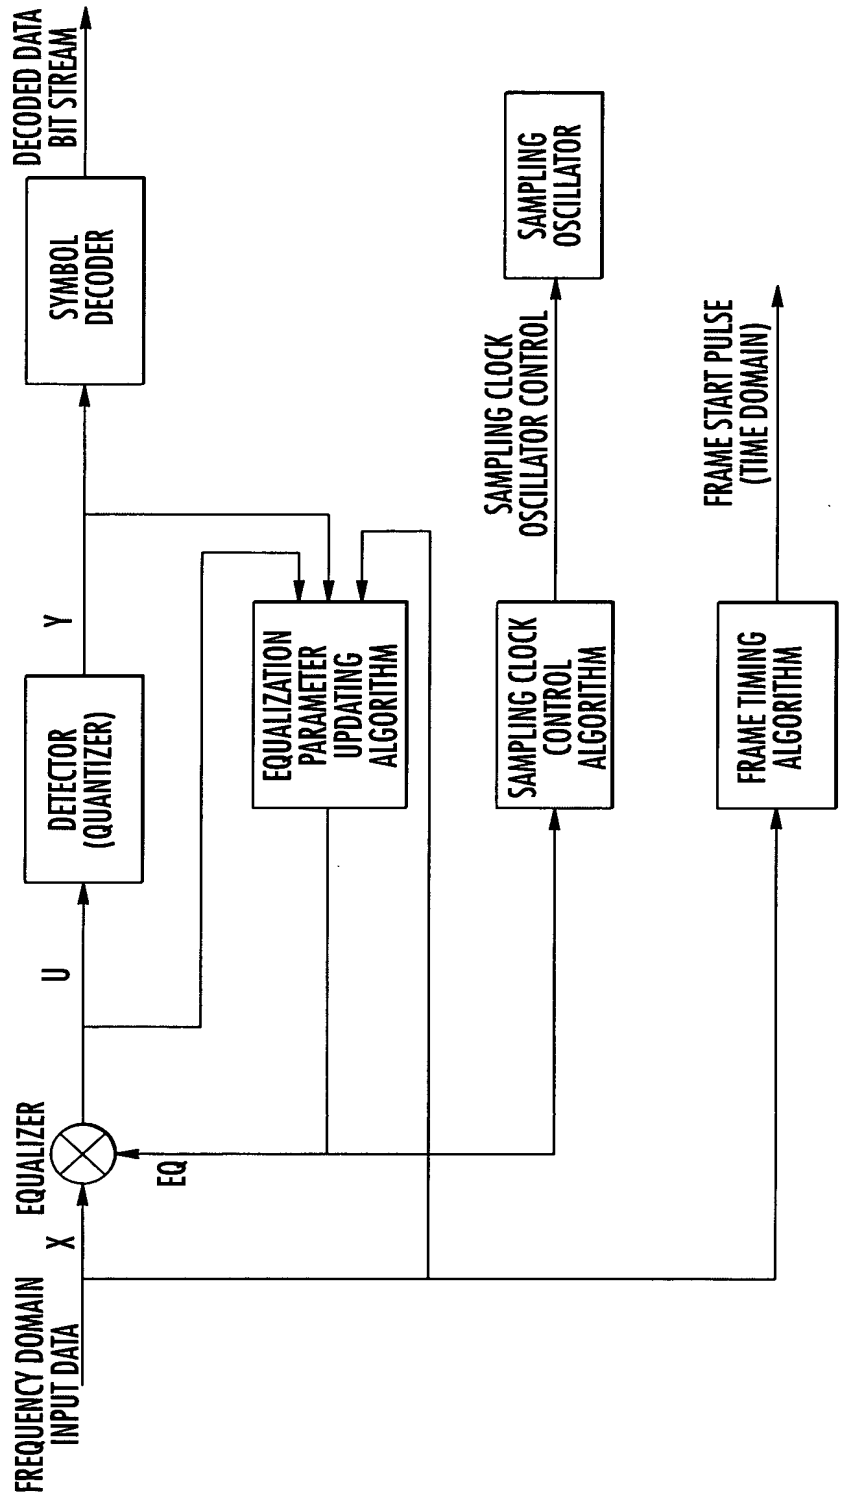 FREQUENCY DOMAIN
INPUT DATA
X
EQUALIZER
EQ
U
DETECTOR
(QUANTIZER)
Y
SYMBOL
DECODER
DECODED DATA
BIT STREAM
EQUALIZATION
PARAMETER
UPDATING
ALGORITHM
SAMPLING CLOCK
CONTROL
ALGORITHM
SAMPLING CLOCK
OSCILLATOR CONTROL
SAMPLING
OSCILLATOR
FRAME TIMING
ALGORITHM
FRAME START PULSE
(TIME DOMAIN)